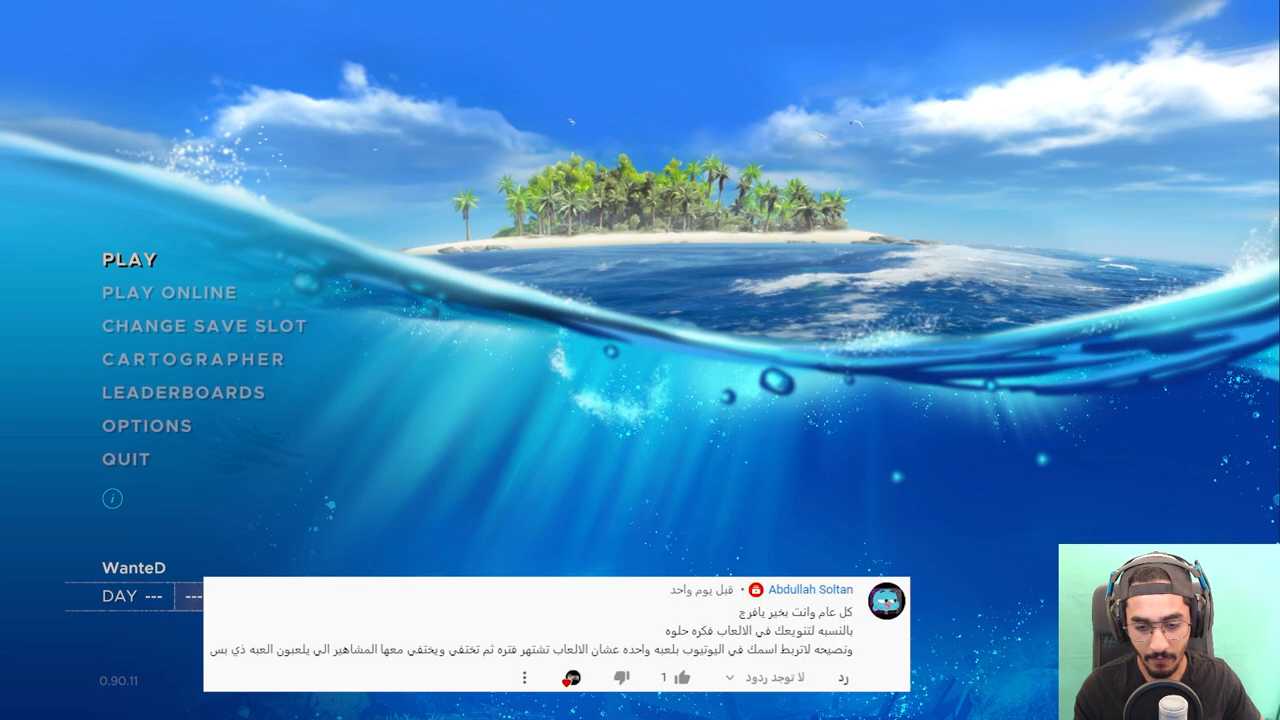 PLAY
PLAY ONLINE
CHANGE SAVE SLOT
CARTOGRAPHER
LEADERBOARDS
OPTIONS
QUIT
i
WanteD
DAY --- ---
0.90.11
Abdullah Soltan • قبل يوم واحد
كل عام وانت بخير يافرج
بالنسبه لتنويعك في الالعاب فكره حلوه
ونصيحه لاتربط اسمك في اليوتيوب بلعبه واحده عشان الالعاب تشتهر فتره ثم تختفي ويختفي معها المشاهير الي يلعبون العبه ذي بس
رد لا توجد ردود 1